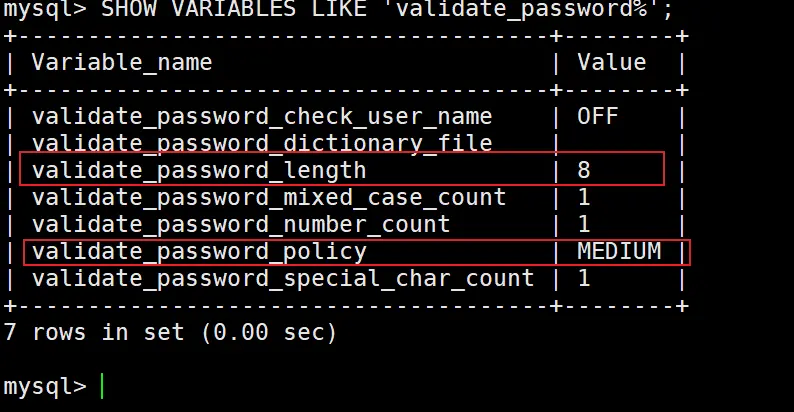 mysql> SHOW VARIABLES LIKE 'validate_password%';
+--------------------------------------+--------+
| Variable_name                        | Value  |
+--------------------------------------+--------+
| validate_password_check_user_name    | OFF    |
| validate_password_dictionary_file    |        |
| validate_password_length             | 8      |
| validate_password_mixed_case_count   | 1      |
| validate_password_number_count       | 1      |
| validate_password_policy             | MEDIUM |
| validate_password_special_char_count | 1      |
+--------------------------------------+--------+
7 rows in set (0.00 sec)
mysql>